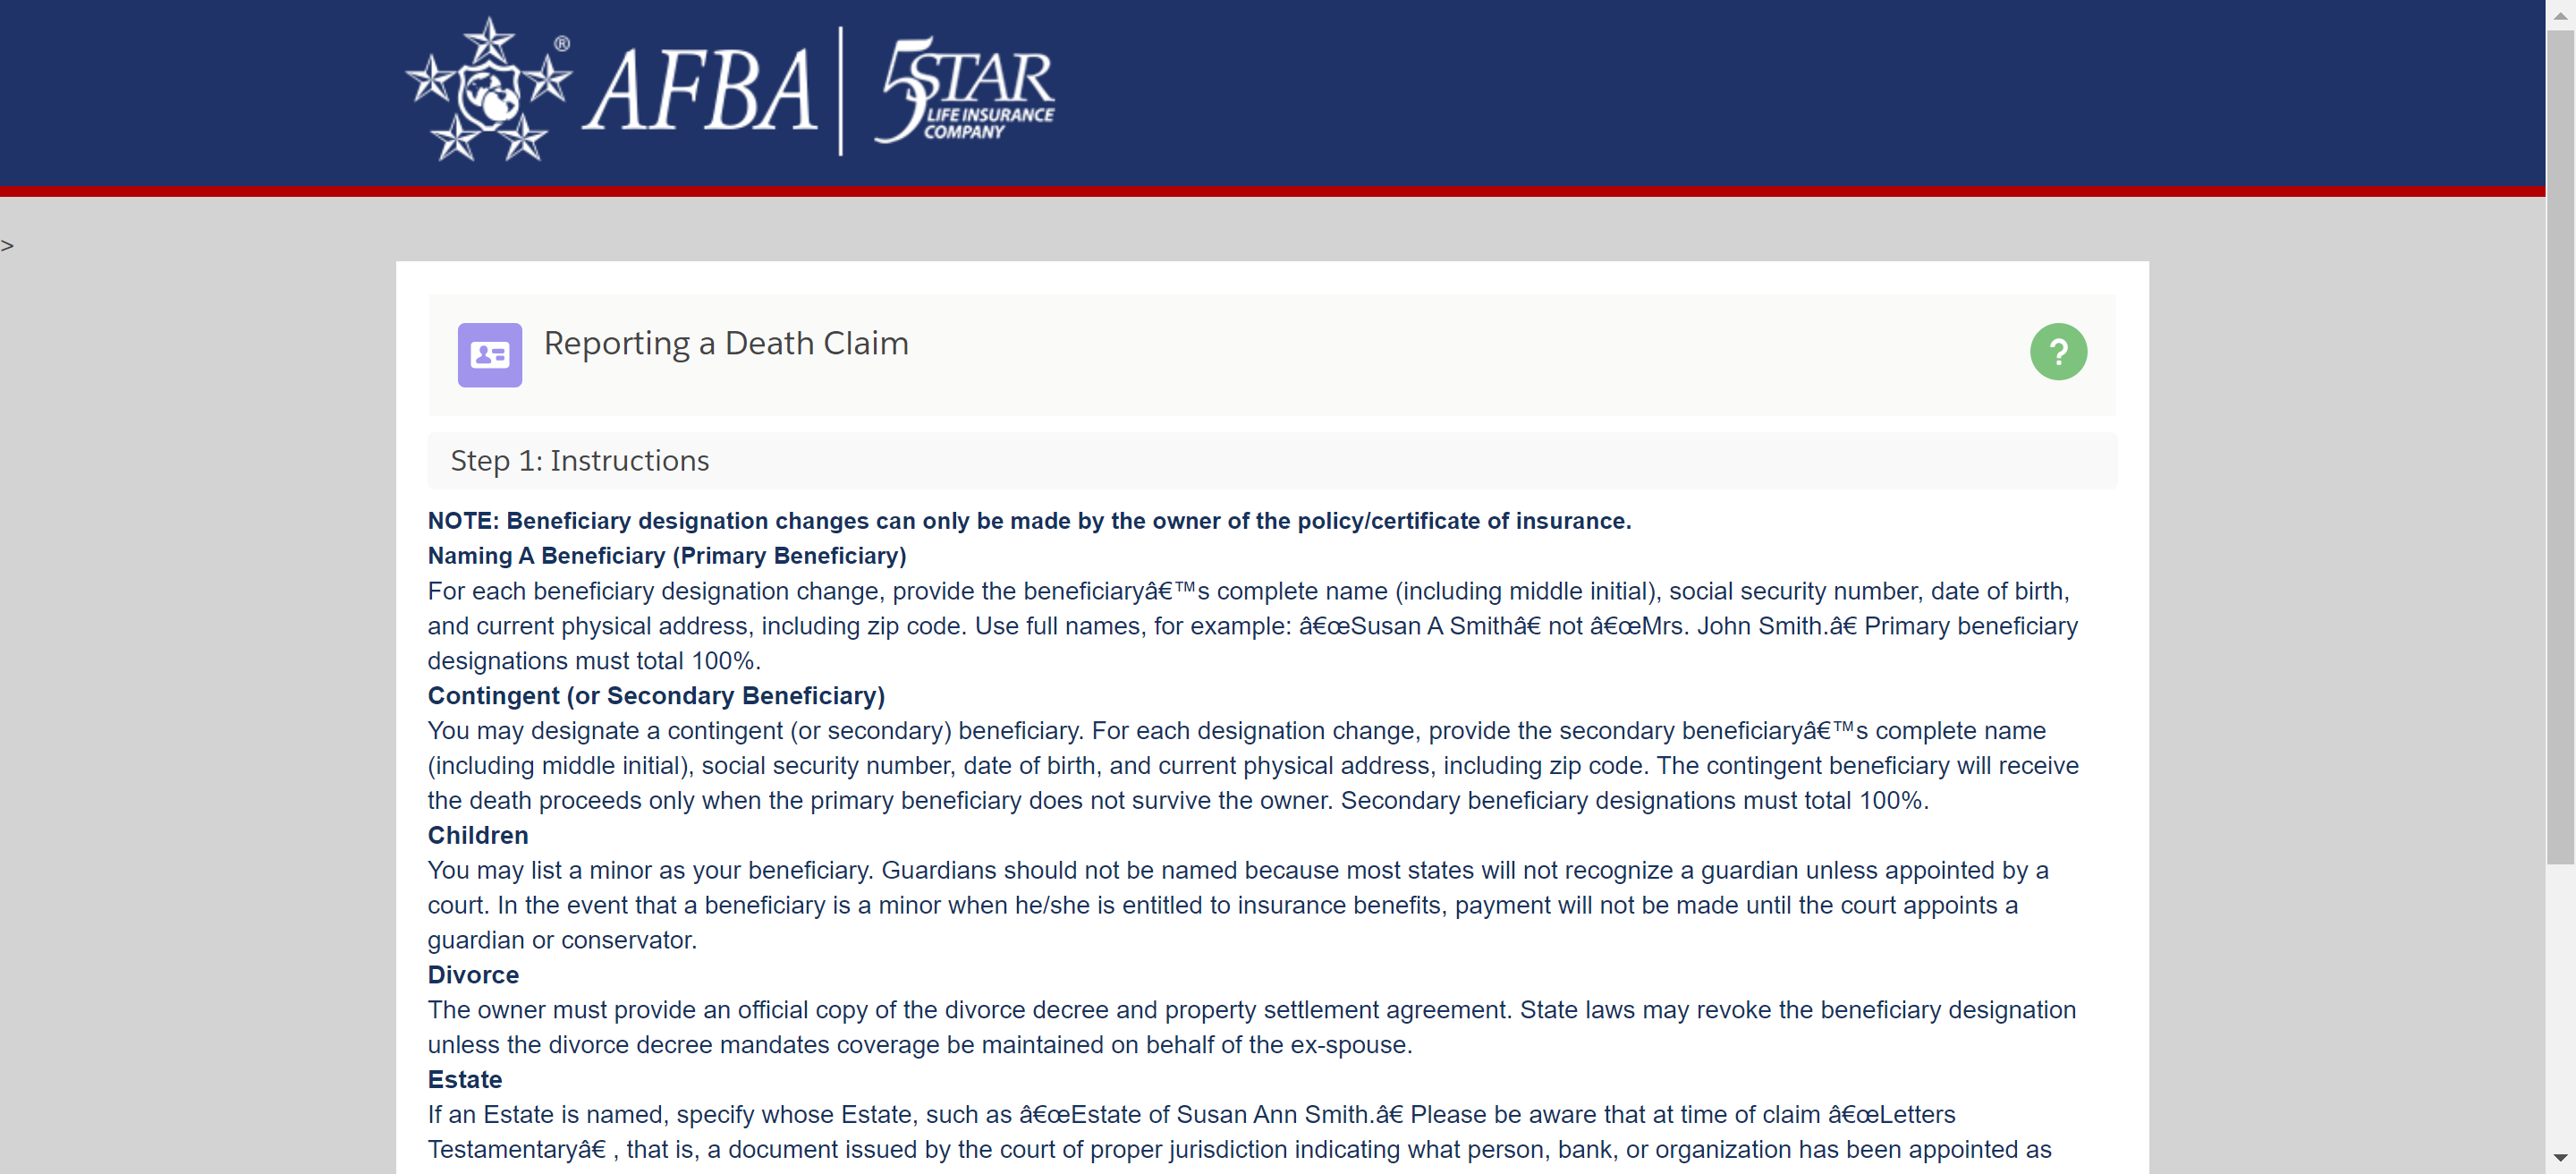 AFBA
®
5STAR
LIFE INSURANCE
COMPANY
>
Reporting a Death Claim
?
Step 1: Instructions
NOTE: Beneficiary designation changes can only be made by the owner of the policy/certificate of insurance.
Naming A Beneficiary (Primary Beneficiary)
For each beneficiary designation change, provide the beneficiaryâ€™s complete name (including middle initial), social security number, date of birth,
and current physical address, including zip code. Use full names, for example: â€œSusan A Smithâ€ not â€œMrs. John Smith.â€ Primary beneficiary
designations must total 100%.
Contingent (or Secondary Beneficiary)
You may designate a contingent (or secondary) beneficiary. For each designation change, provide the secondary beneficiaryâ€™s complete name
(including middle initial), social security number, date of birth, and current physical address, including zip code. The contingent beneficiary will receive
the death proceeds only when the primary beneficiary does not survive the owner. Secondary beneficiary designations must total 100%.
Children
You may list a minor as your beneficiary. Guardians should not be named because most states will not recognize a guardian unless appointed by a
court. In the event that a beneficiary is a minor when he/she is entitled to insurance benefits, payment will not be made until the court appoints a
guardian or conservator.
Divorce
The owner must provide an official copy of the divorce decree and property settlement agreement. State laws may revoke the beneficiary designation
unless the divorce decree mandates coverage be maintained on behalf of the ex-spouse.
Estate
If an Estate is named, specify whose Estate, such as â€œEstate of Susan Ann Smith.â€ Please be aware that at time of claim â€œLetters
Testamentaryâ€ , that is, a document issued by the court of proper jurisdiction indicating what person, bank, or organization has been appointed as